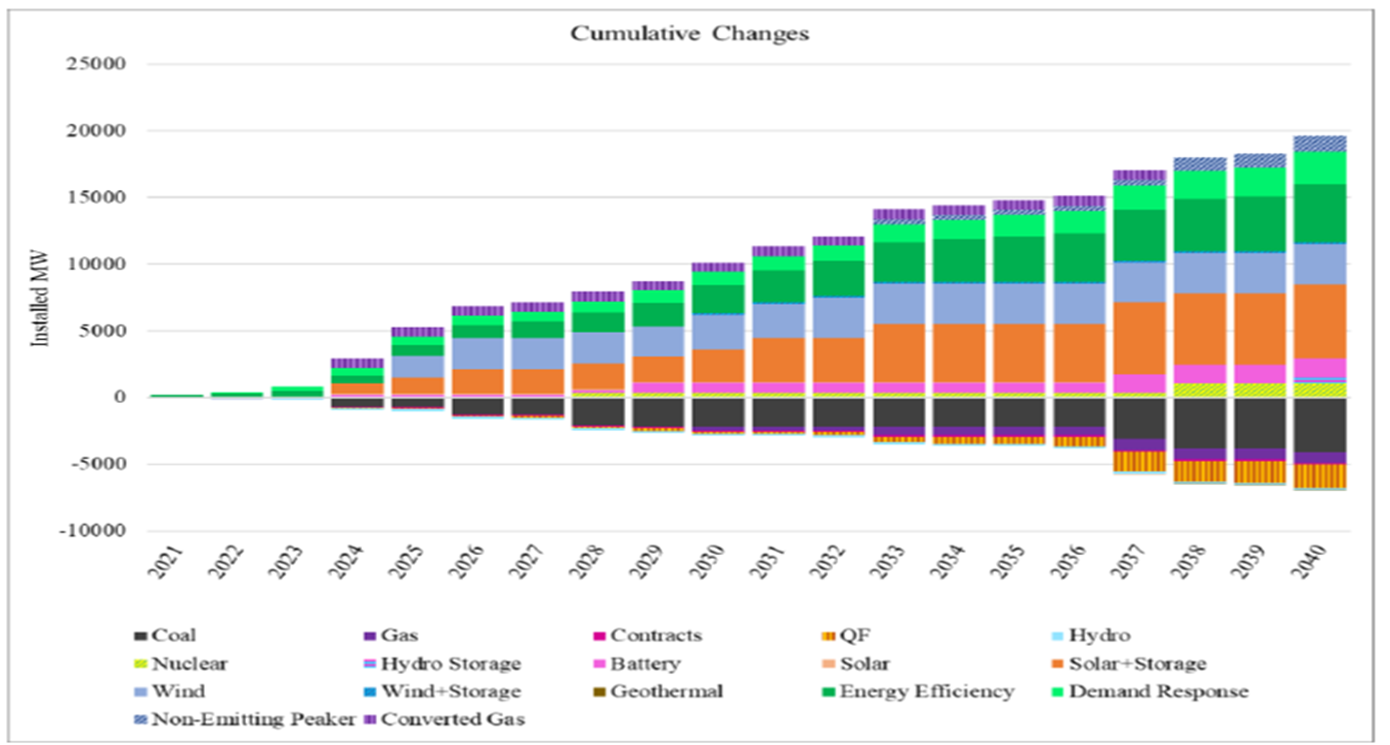 Cumulative Changes
25000
20000
15000
10000
5000
0
-5000
-10000
Installed MW
2021 2022 2023 2024 2025 2026 2027 2028 2029 2030 2031 2032 2033 2034 2035 2036 2037 2038 2039 2040
Coal Gas Contracts QF Hydro
Nuclear Hydro Storage Battery Solar Solar+Storage
Wind Wind+Storage Geothermal Energy Efficiency Demand Response
Non-Emitting Peaker Converted Gas